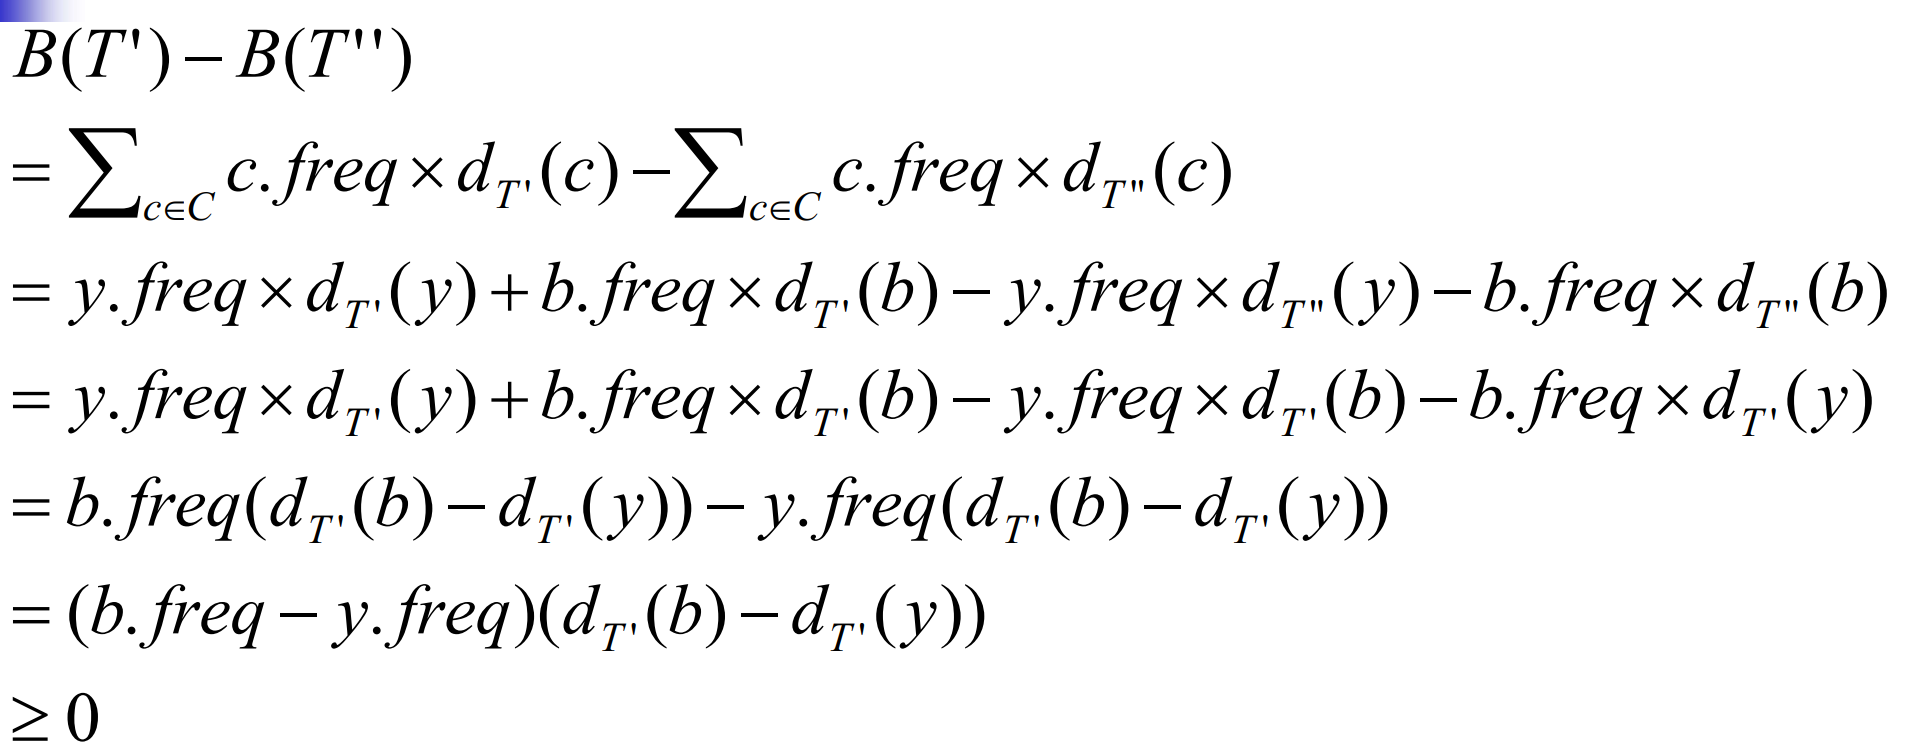 B(T') − B(T'')
= ∑_{c∈C} c.freq × d_{T'}(c) − ∑_{c∈C} c.freq × d_{T''}(c)
= y.freq × d_{T'}(y) + b.freq × d_{T'}(b) − y.freq × d_{T''}(y) − b.freq × d_{T''}(b)
= y.freq × d_{T'}(y) + b.freq × d_{T'}(b) − y.freq × d_{T'}(b) − b.freq × d_{T'}(y)
= b.freq(d_{T'}(b) − d_{T'}(y)) − y.freq(d_{T'}(b) − d_{T'}(y))
= (b.freq − y.freq)(d_{T'}(b) − d_{T'}(y))
≥ 0